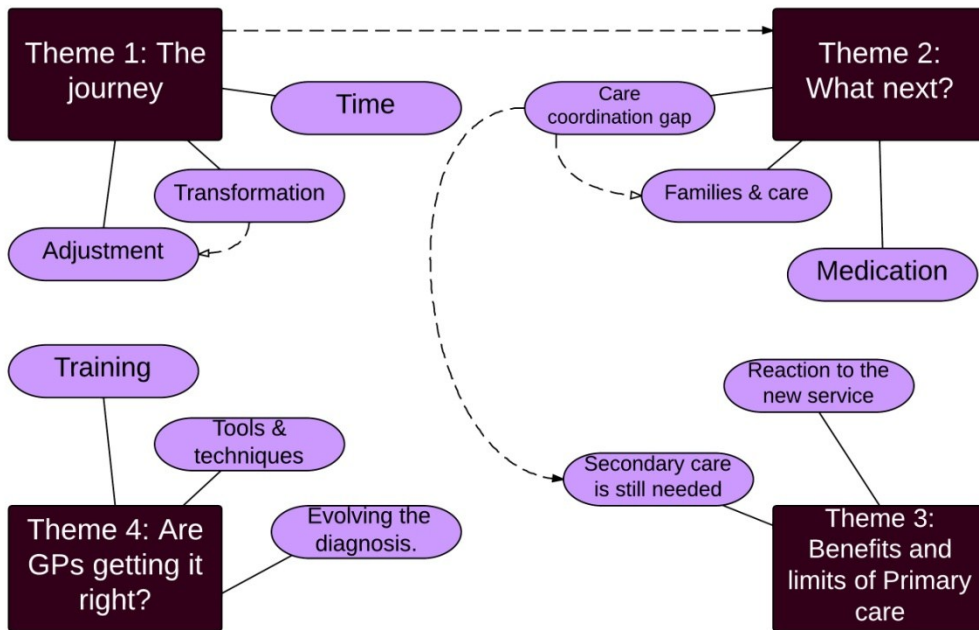 Theme 1: The
journey
Time
Transformation
Adjustment
Theme 2:
What next?
Care
coordination gap
Families & care
Medication
Training
Tools &
techniques
Evolving the
diagnosis.
Theme 4: Are
GPs getting it
right?
Reaction to the
new service
Secondary care
is still needed
Theme 3:
Benefits and
limits of Primary
care